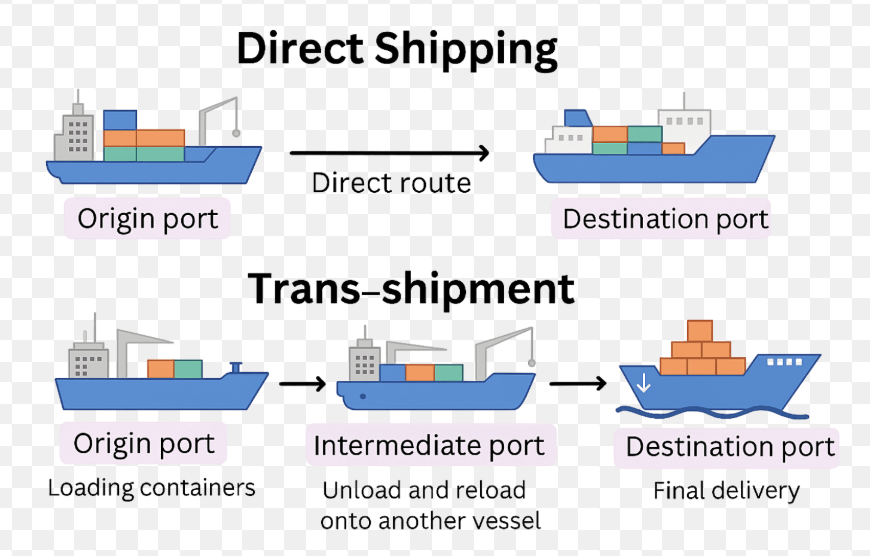 Direct Shipping
Direct route
Origin port
Destination port
Trans–shipment
Origin port
Loading containers
Intermediate port
Unload and reload
onto another vessel
Destination port
Final delivery